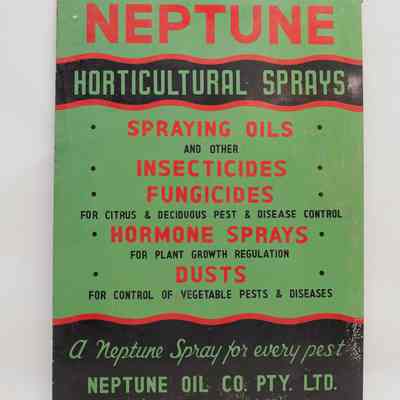 NEPTUNE
HORTICULTURAL SPRAYS
• SPRAYING OILS •
AND OTHER
• INSECTICIDES •
• FUNGICIDES •
FOR CITRUS & DECIDUOUS PEST & DISEASE CONTROL
• HORMONE SPRAYS •
FOR PLANT GROWTH REGULATION
• DUSTS •
FOR CONTROL OF VEGETABLE PESTS & DISEASES
A Neptune Spray for every pest
NEPTUNE OIL CO. PTY. LTD.